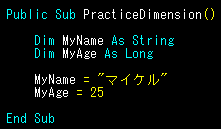 Public Sub PracticeDimension()
Dim MyName As String
Dim MyAge As Long
MyName = "マイケル"
MyAge = 25
End Sub